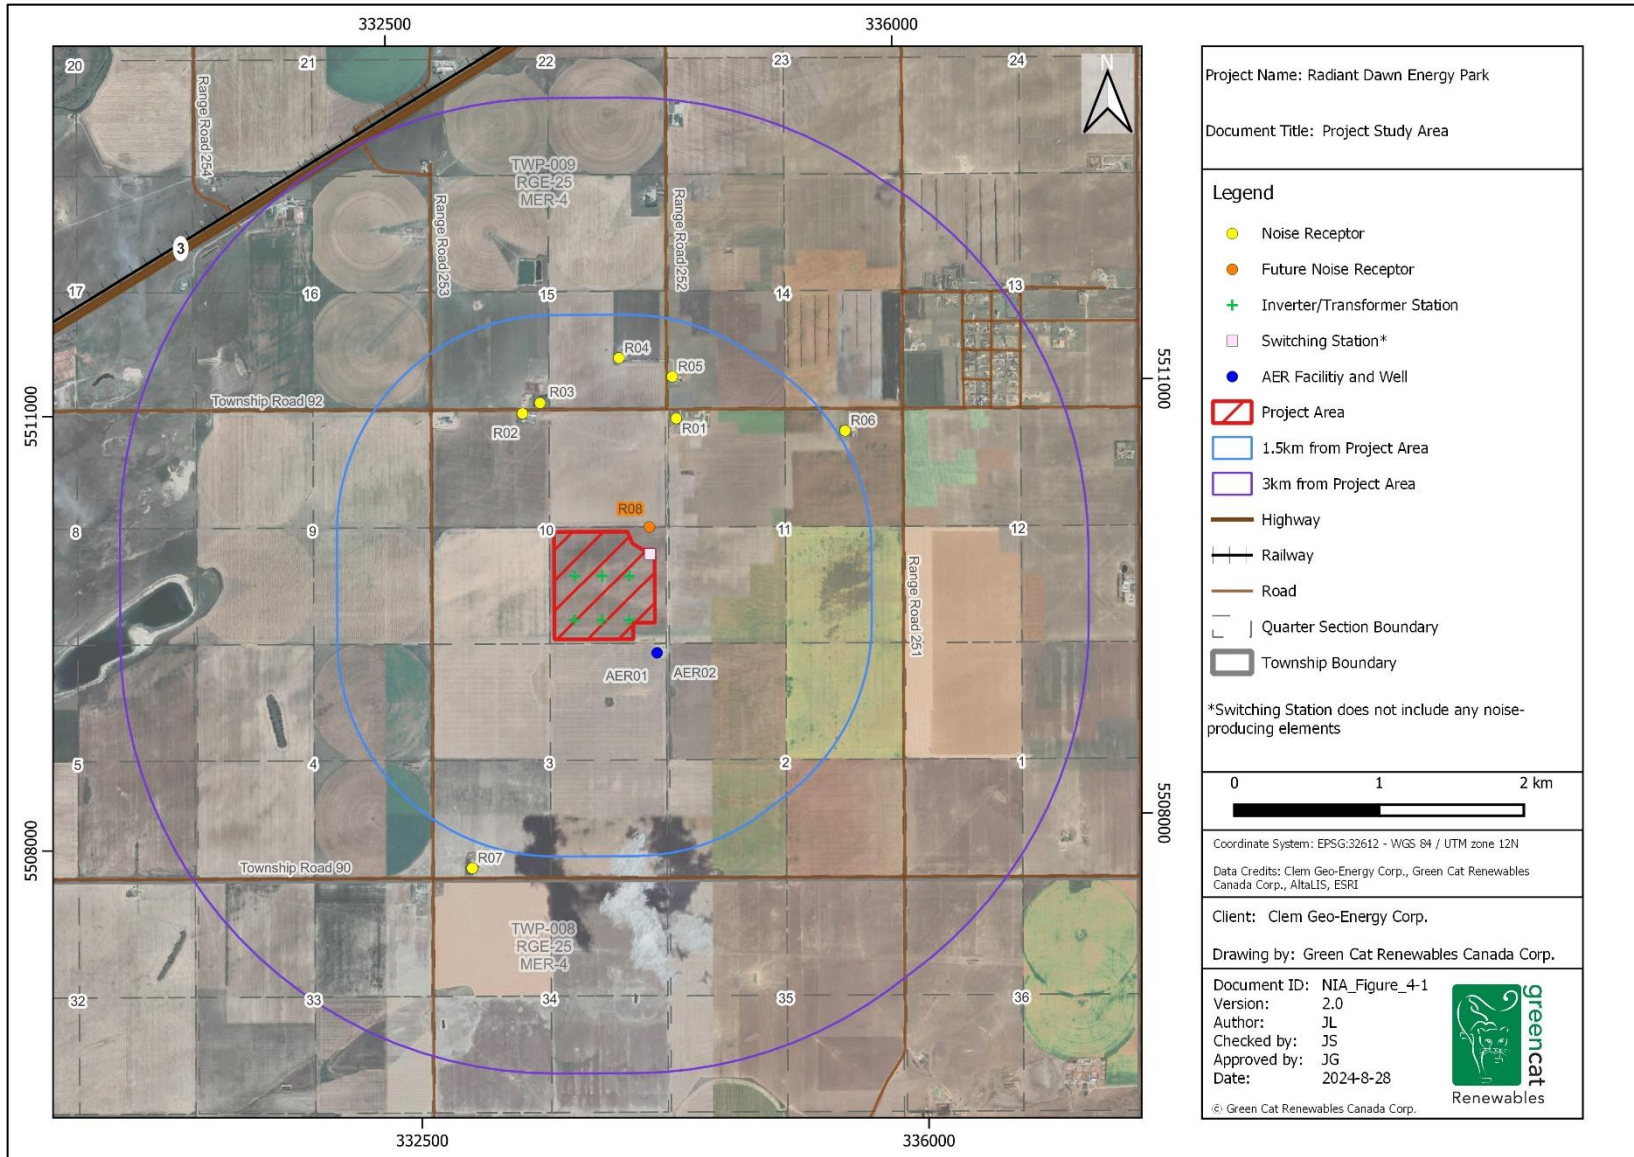 332500
336000
20
21
22
23
24
N
Range Road 254
TWP-009
RGE-25
MER-4
3
Range Road 253
Range Road 252
17
16
15
14
13
R04
R05
R03
R02
R01
R06
Township Road 92
5511000
5511000
R08
8
9
10
11
12
Range Road 251
AER01
AER02
5
4
3
2
1
5508000
5508000
R07
Township Road 90
TWP-008
RGE-25
MER-4
32
33
34
35
36
332500
336000
Project Name: Radiant Dawn Energy Park
Document Title: Project Study Area
Legend
Noise Receptor
Future Noise Receptor
Inverter/Transformer Station
Switching Station*
AER Facilitiy and Well
Project Area
1.5km from Project Area
3km from Project Area
Highway
Railway
Road
Quarter Section Boundary
Township Boundary
*Switching Station does not include any noise-
producing elements
0 1 2 km
Coordinate System: EPSG:32612 - WGS 84 / UTM zone 12N
Data Credits: Clem Geo-Energy Corp., Green Cat Renewables
Canada Corp., AltaLIS, ESRI
Client: Clem Geo-Energy Corp.
Drawing by: Green Cat Renewables Canada Corp.
Document ID: NIA_Figure_4-1
Version: 2.0
Author: JL
Checked by: JS
Approved by: JG
Date: 2024-8-28
© Green Cat Renewables Canada Corp.
greencat
Renewables